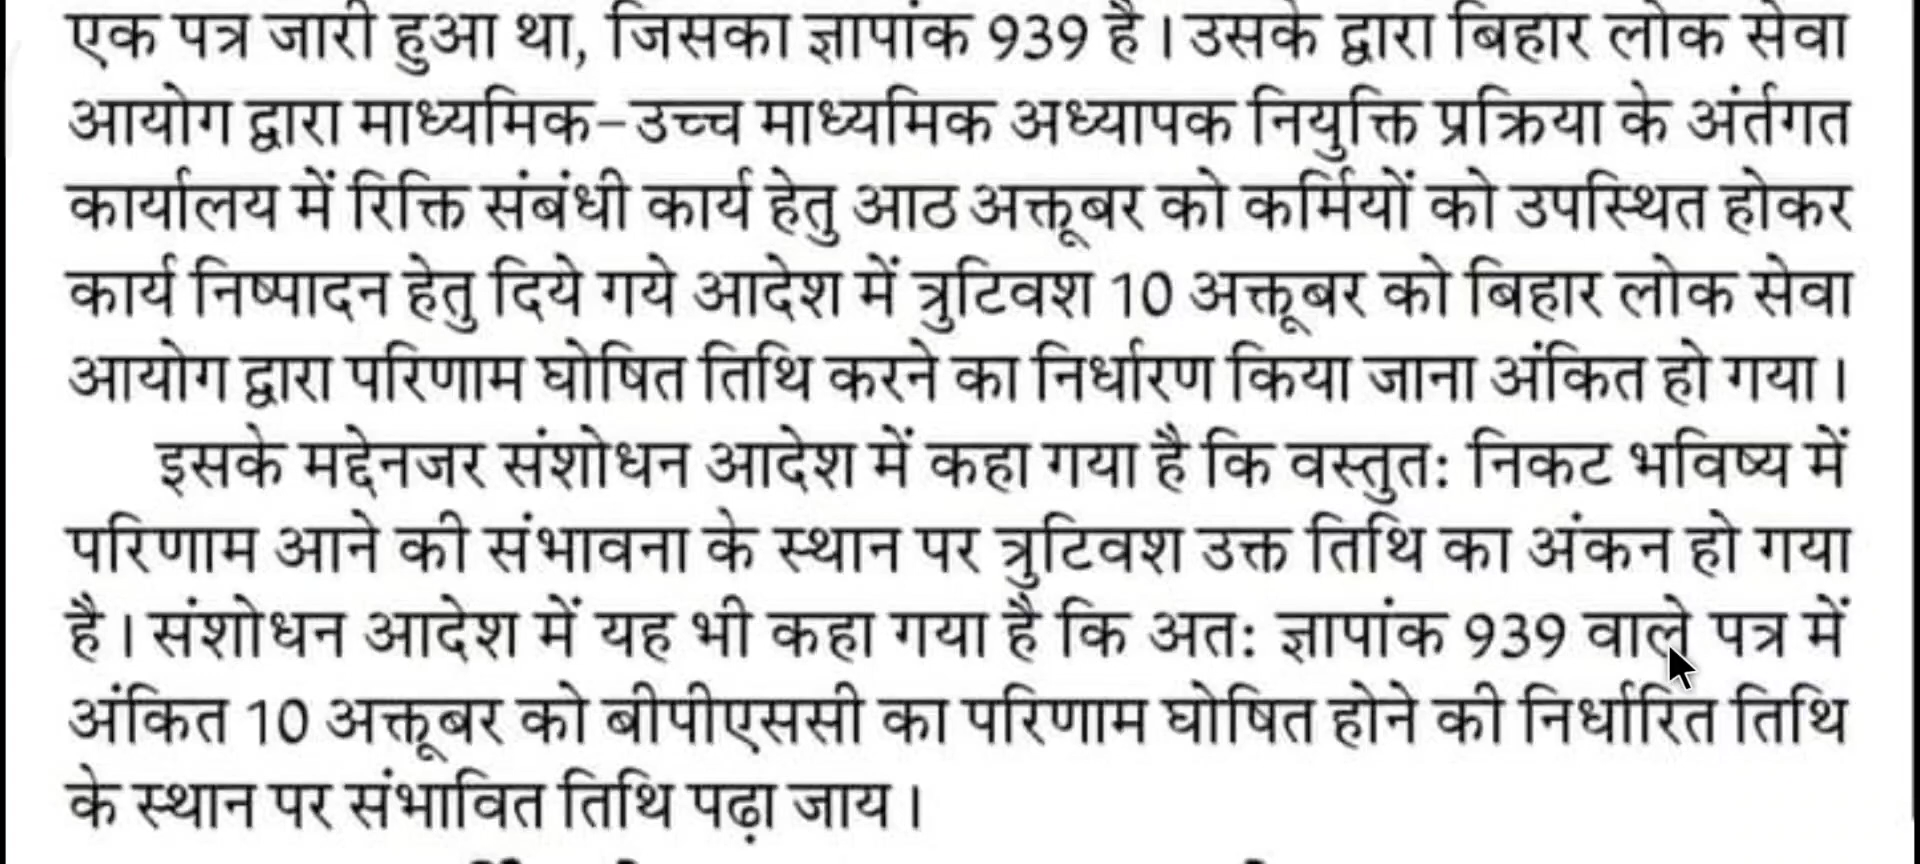 एक पत्र जारी हुआ था, जिसका ज्ञापांक 939 है। उसके द्वारा बिहार लोक सेवा
आयोग द्वारा माध्यमिक-उच्च माध्यमिक अध्यापक नियुक्ति प्रक्रिया के अंर्तगत
कार्यालय में रिक्ति संबंधी कार्य हेतु आठ अक्तूबर को कर्मियों को उपस्थित होकर
कार्य निष्पादन हेतु दिये गये आदेश में त्रुटिवश 10 अक्तूबर को बिहार लोक सेवा
आयोग द्वारा परिणाम घोषित तिथि करने का निर्धारण किया जाना अंकित हो गया।
इसके मद्देनजर संशोधन आदेश में कहा गया है कि वस्तुतः निकट भविष्य में
परिणाम आने की संभावना के स्थान पर त्रुटिवश उक्त तिथि का अंकन हो गया
है। संशोधन आदेश में यह भी कहा गया है कि अतः ज्ञापांक 939 वाले पत्र में
अंकित 10 अक्तूबर को बीपीएससी का परिणाम घोषित होने की निर्धारित तिथि
के स्थान पर संभावित तिथि पढ़ा जाय।